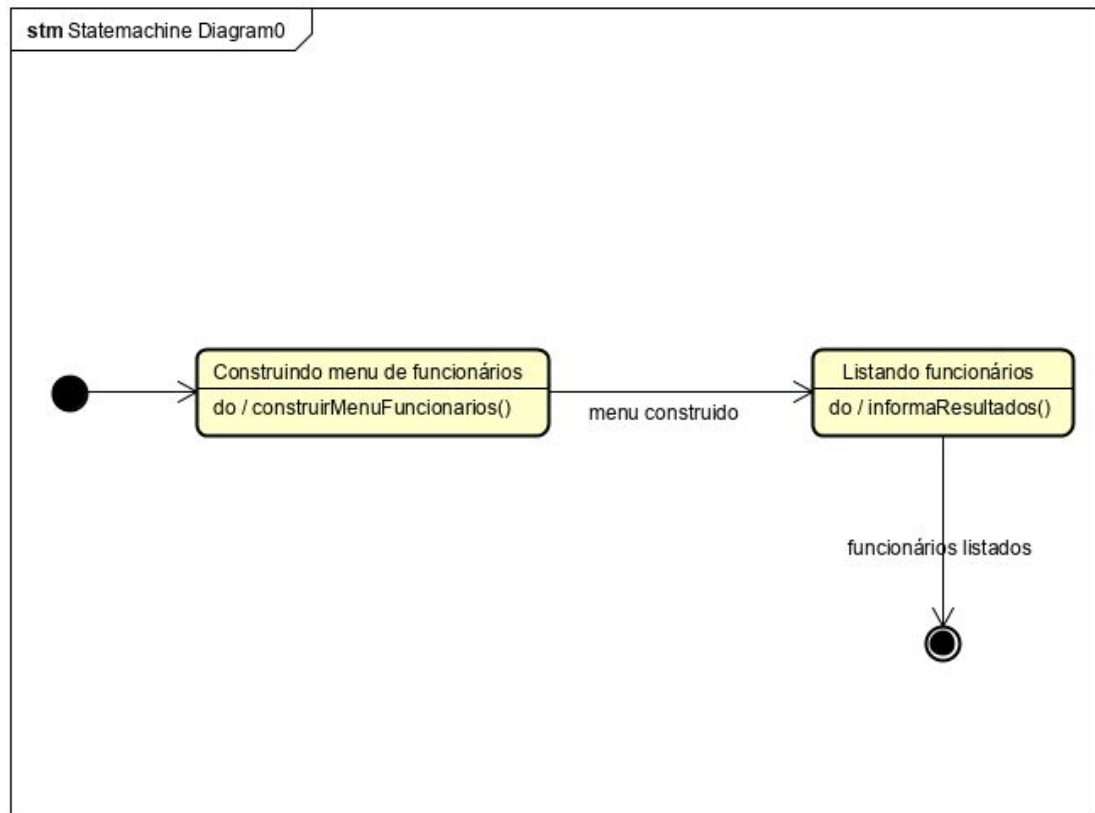 stm Statemachine Diagram0
Construindo menu de funcionários
do / construirMenuFuncionarios()
menu construido
Listando funcionários
do / informaResultados()
funcionários listados